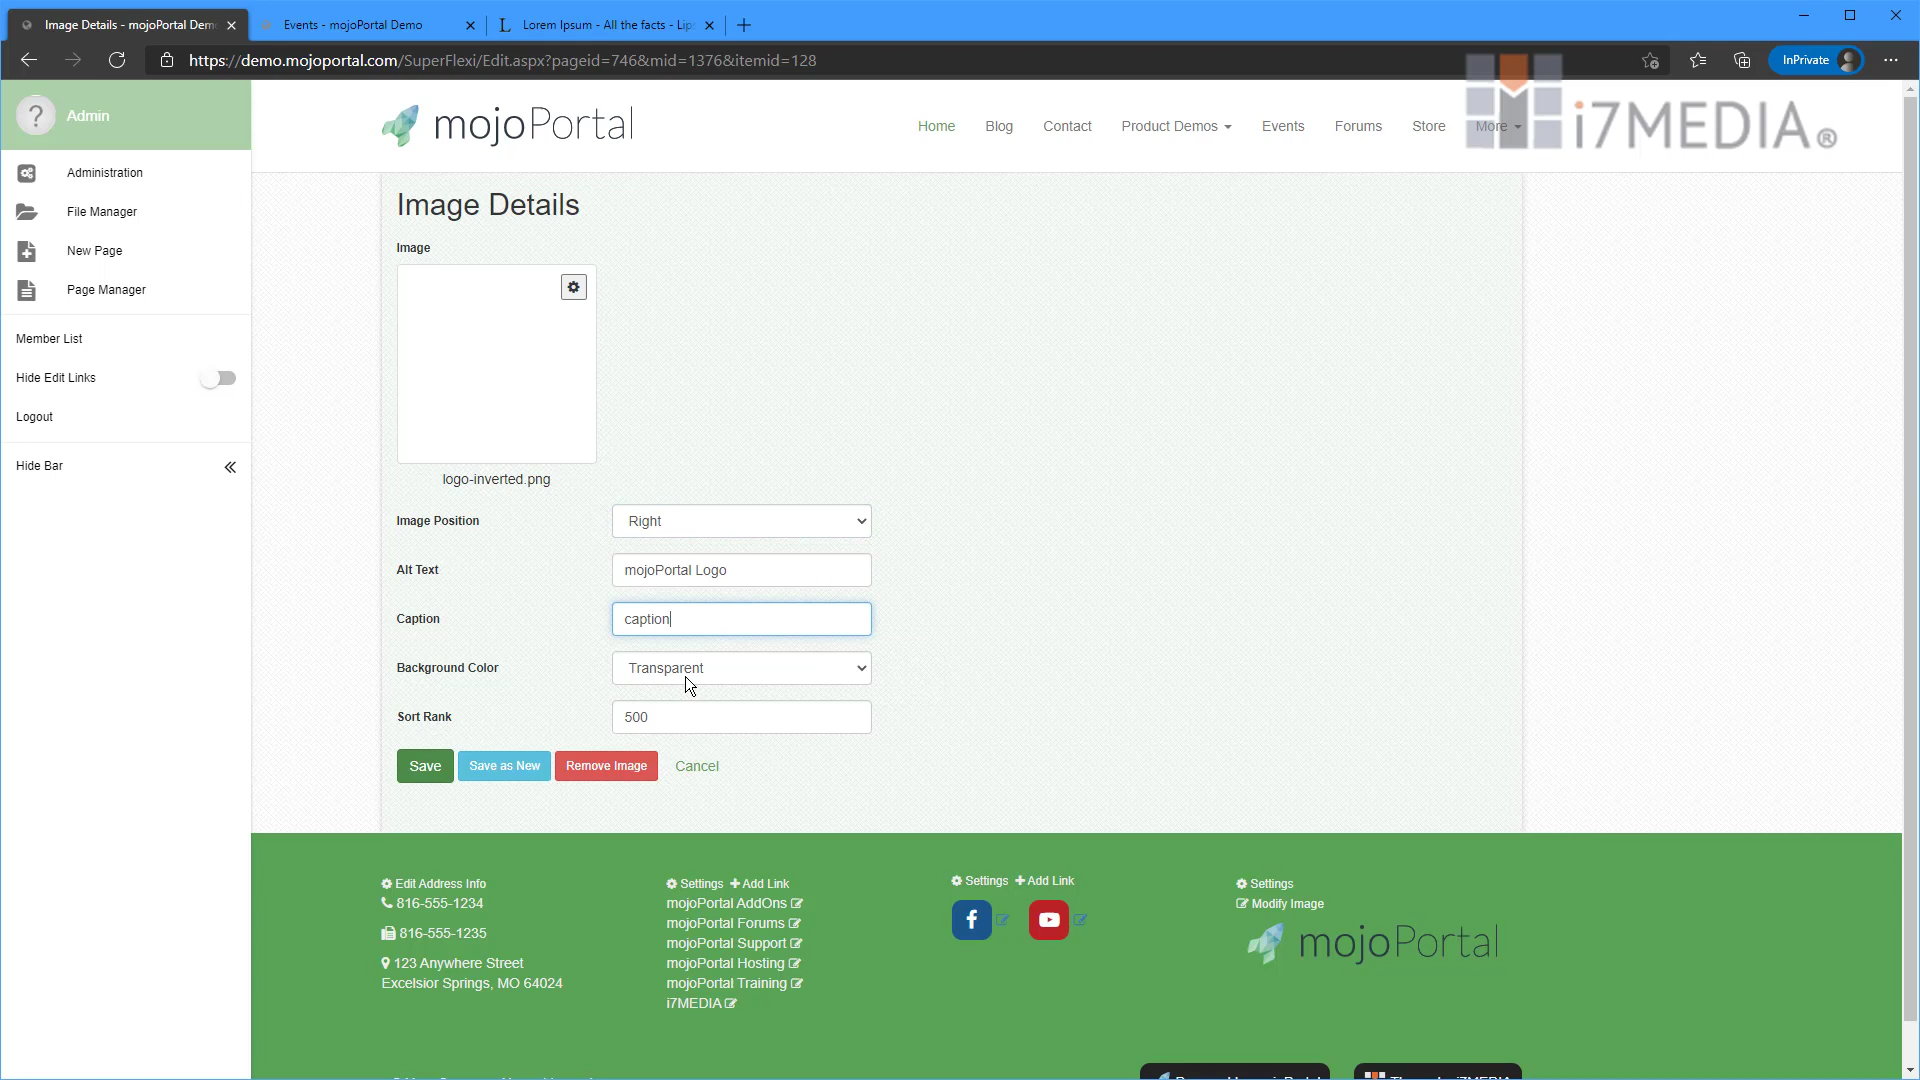 Image Details - mojoPortal Demo
Events - mojoPortal Demo
Lorem Ipsum - All the facts - Lips
https://demo.mojoportal.com/SuperFlexi/Edit.aspx?pageid=746&mid=1376&itemid=128
InPrivate
? Admin
Administration
File Manager
New Page
Page Manager
Member List
Hide Edit Links
Logout
Hide Bar
mojoPortal
Home Blog Contact Product Demos Events Forums Store More
i7MEDIA®
Image Details
Image
logo-inverted.png
Image Position Right
Alt Text mojoPortal Logo
Caption caption
Background Color Transparent
Sort Rank 500
Save Save as New Remove Image Cancel
Edit Address Info
816-555-1234
816-555-1235
123 Anywhere Street
Excelsior Springs, MO 64024
Settings Add Link
mojoPortal AddOns
mojoPortal Forums
mojoPortal Support
mojoPortal Hosting
mojoPortal Training
i7MEDIA
Settings Add Link
Settings
Modify Image
mojoPortal